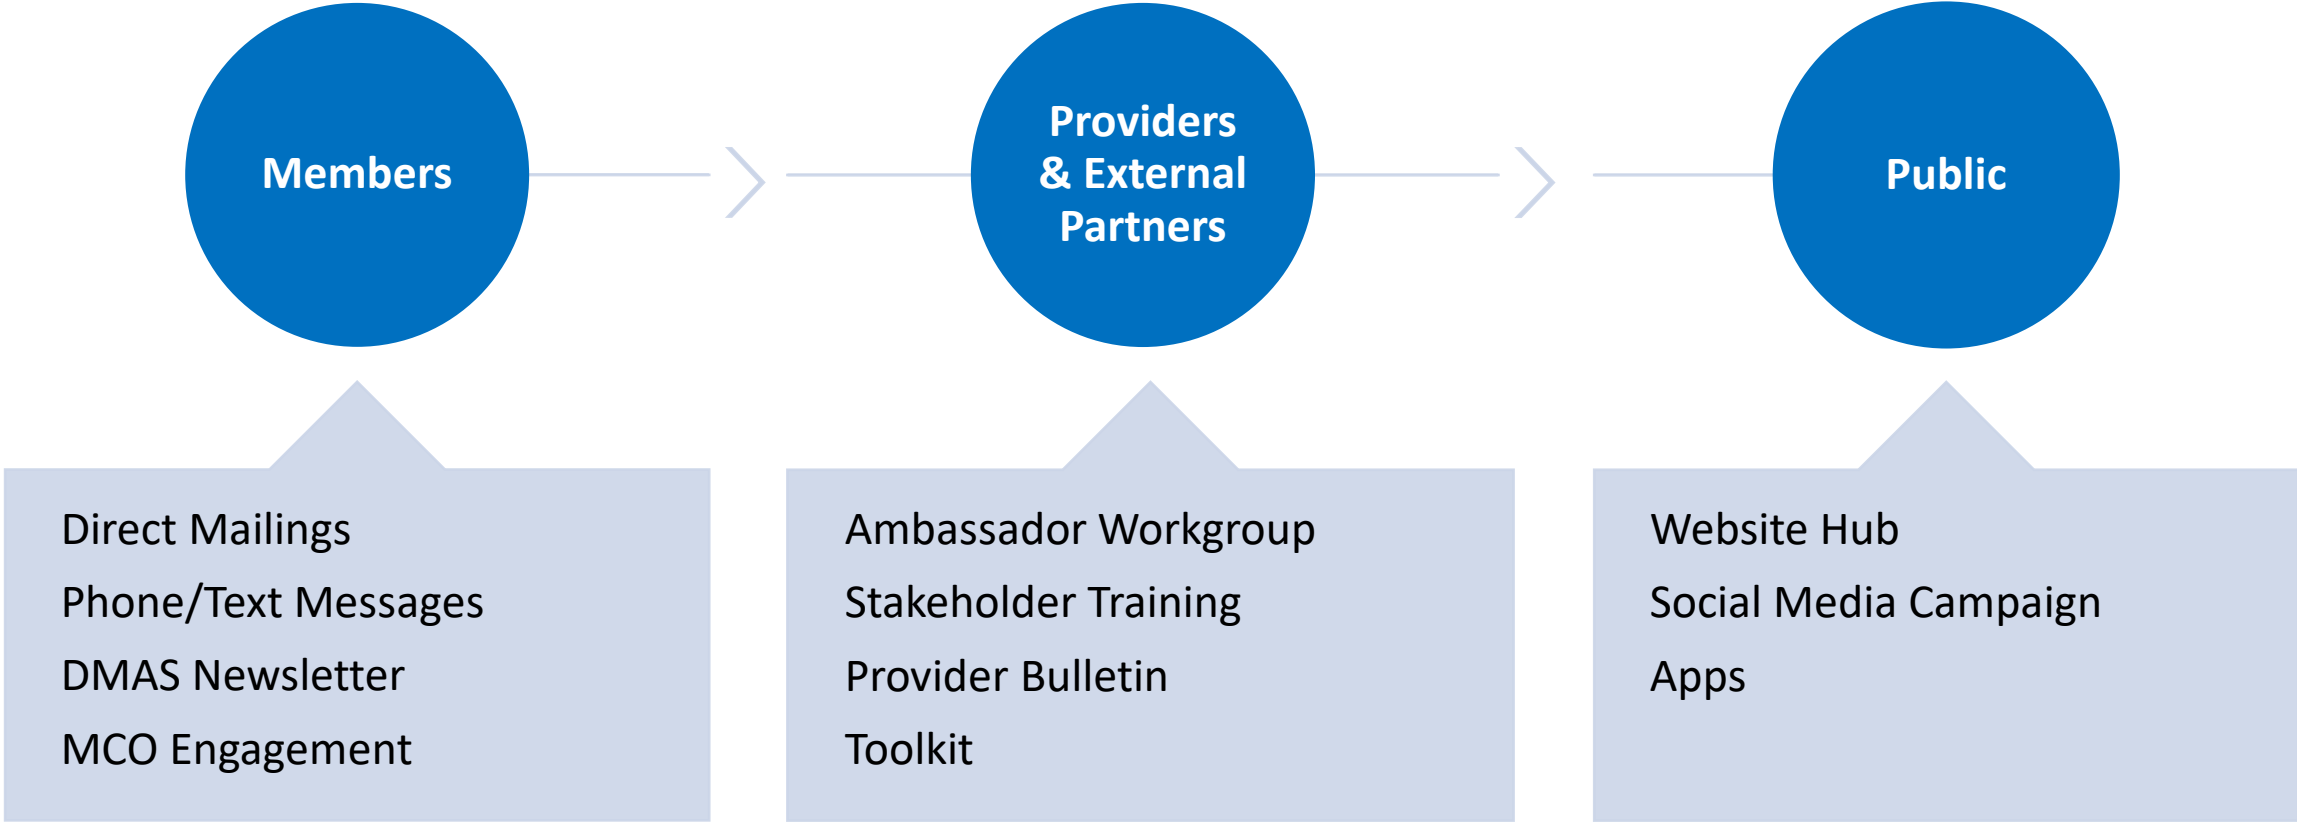 Members
Providers
& External
Partners
Public
Direct Mailings
Phone/Text Messages
DMAS Newsletter
MCO Engagement
Ambassador Workgroup
Stakeholder Training
Provider Bulletin
Toolkit
Website Hub
Social Media Campaign
Apps